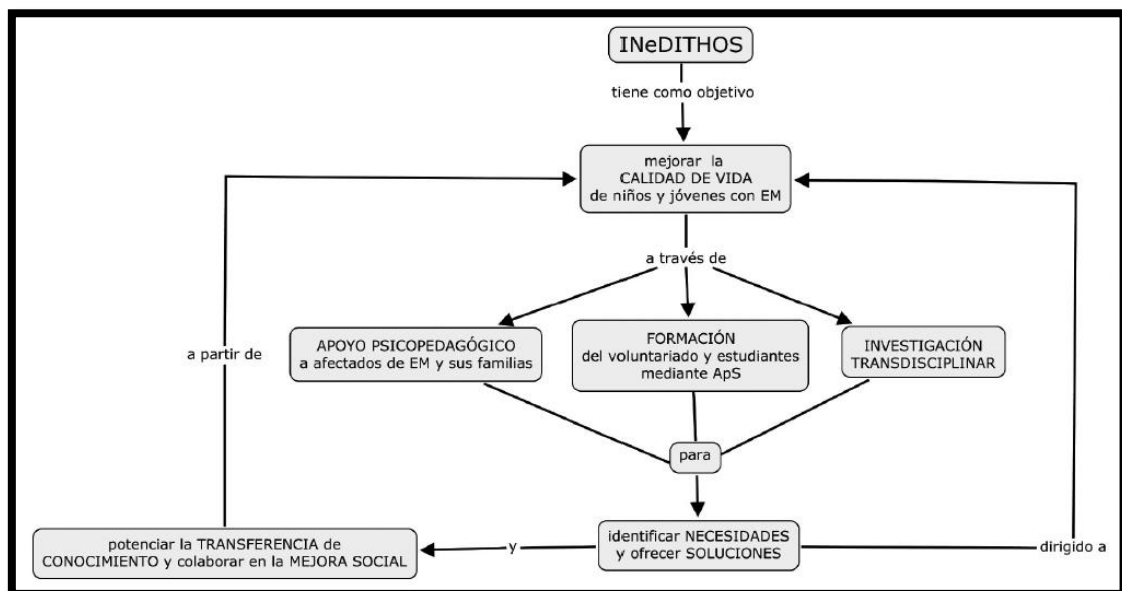 INeDITHOS
tiene como objetivo
mejorar la
CALIDAD DE VIDA
de niños y jóvenes con EM
a través de
APOYO PSICOPEDAGÓGICO
a afectados de EM y sus familias
FORMACIÓN
del voluntariado y estudiantes
mediante ApS
INVESTIGACIÓN
TRANSDISCIPLINAR
a partir de
para
identificar NECESIDADES
y ofrecer SOLUCIONES
y
potenciar la TRANSFERENCIA de
CONOCIMIENTO y colaborar en la MEJORA SOCIAL
dirigido a